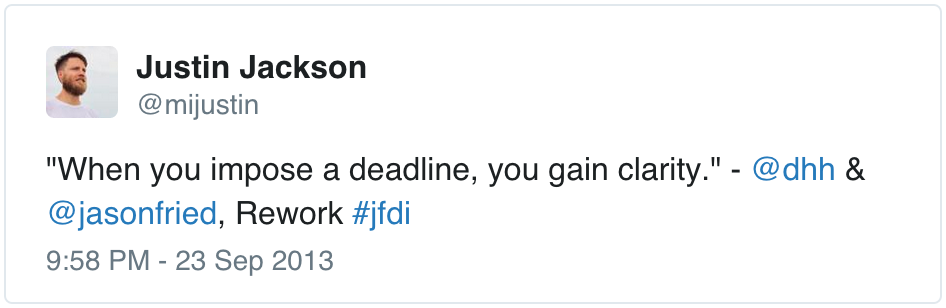 Justin Jackson
@mijustin
"When you impose a deadline, you gain clarity." - @dhh &
@jasonfried, Rework #jfdi
9:58 PM - 23 Sep 2013